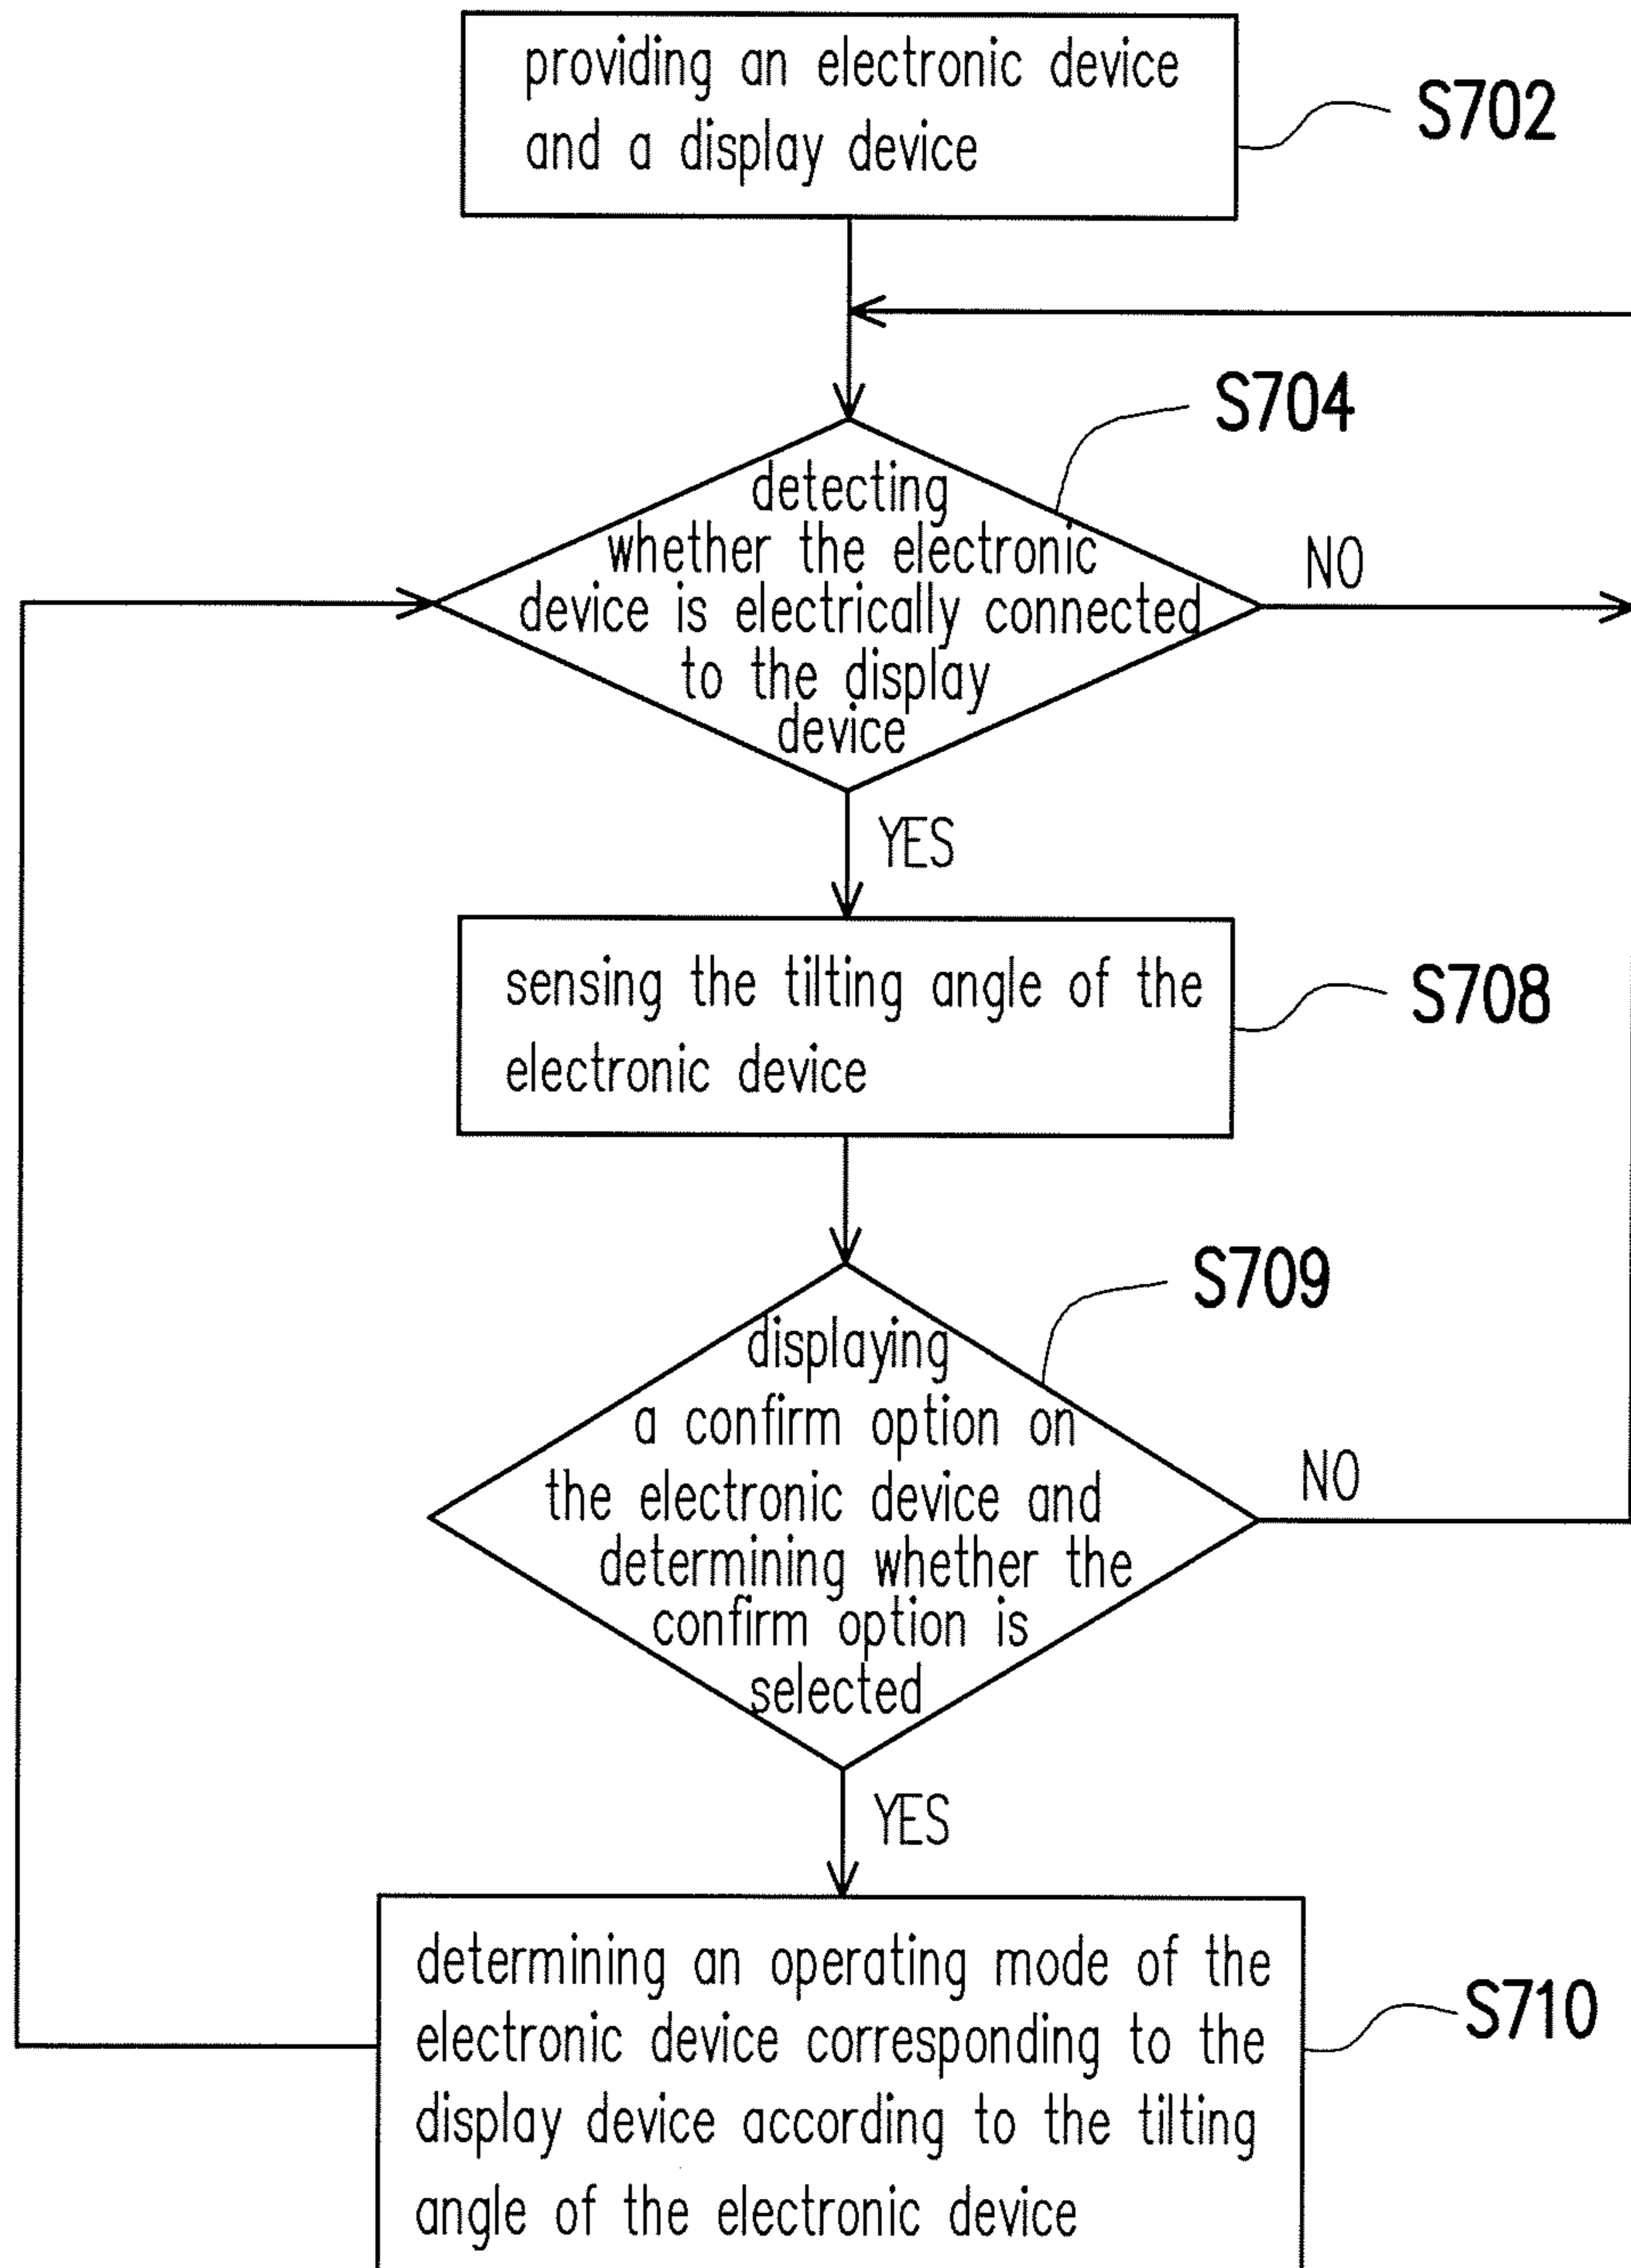 providing an electronic device
and a display device
S702
S704
detecting
whether the electronic
device is electrically connected
to the display
device
NO
YES
sensing the tilting angle of the
electronic device
S708
S709
displaying
a confirm option on
the electronic device and
determining whether the
confirm option is
selected
NO
YES
determining an operating mode of the
electronic device corresponding to the
display device according to the tilting
angle of the electronic device
S710